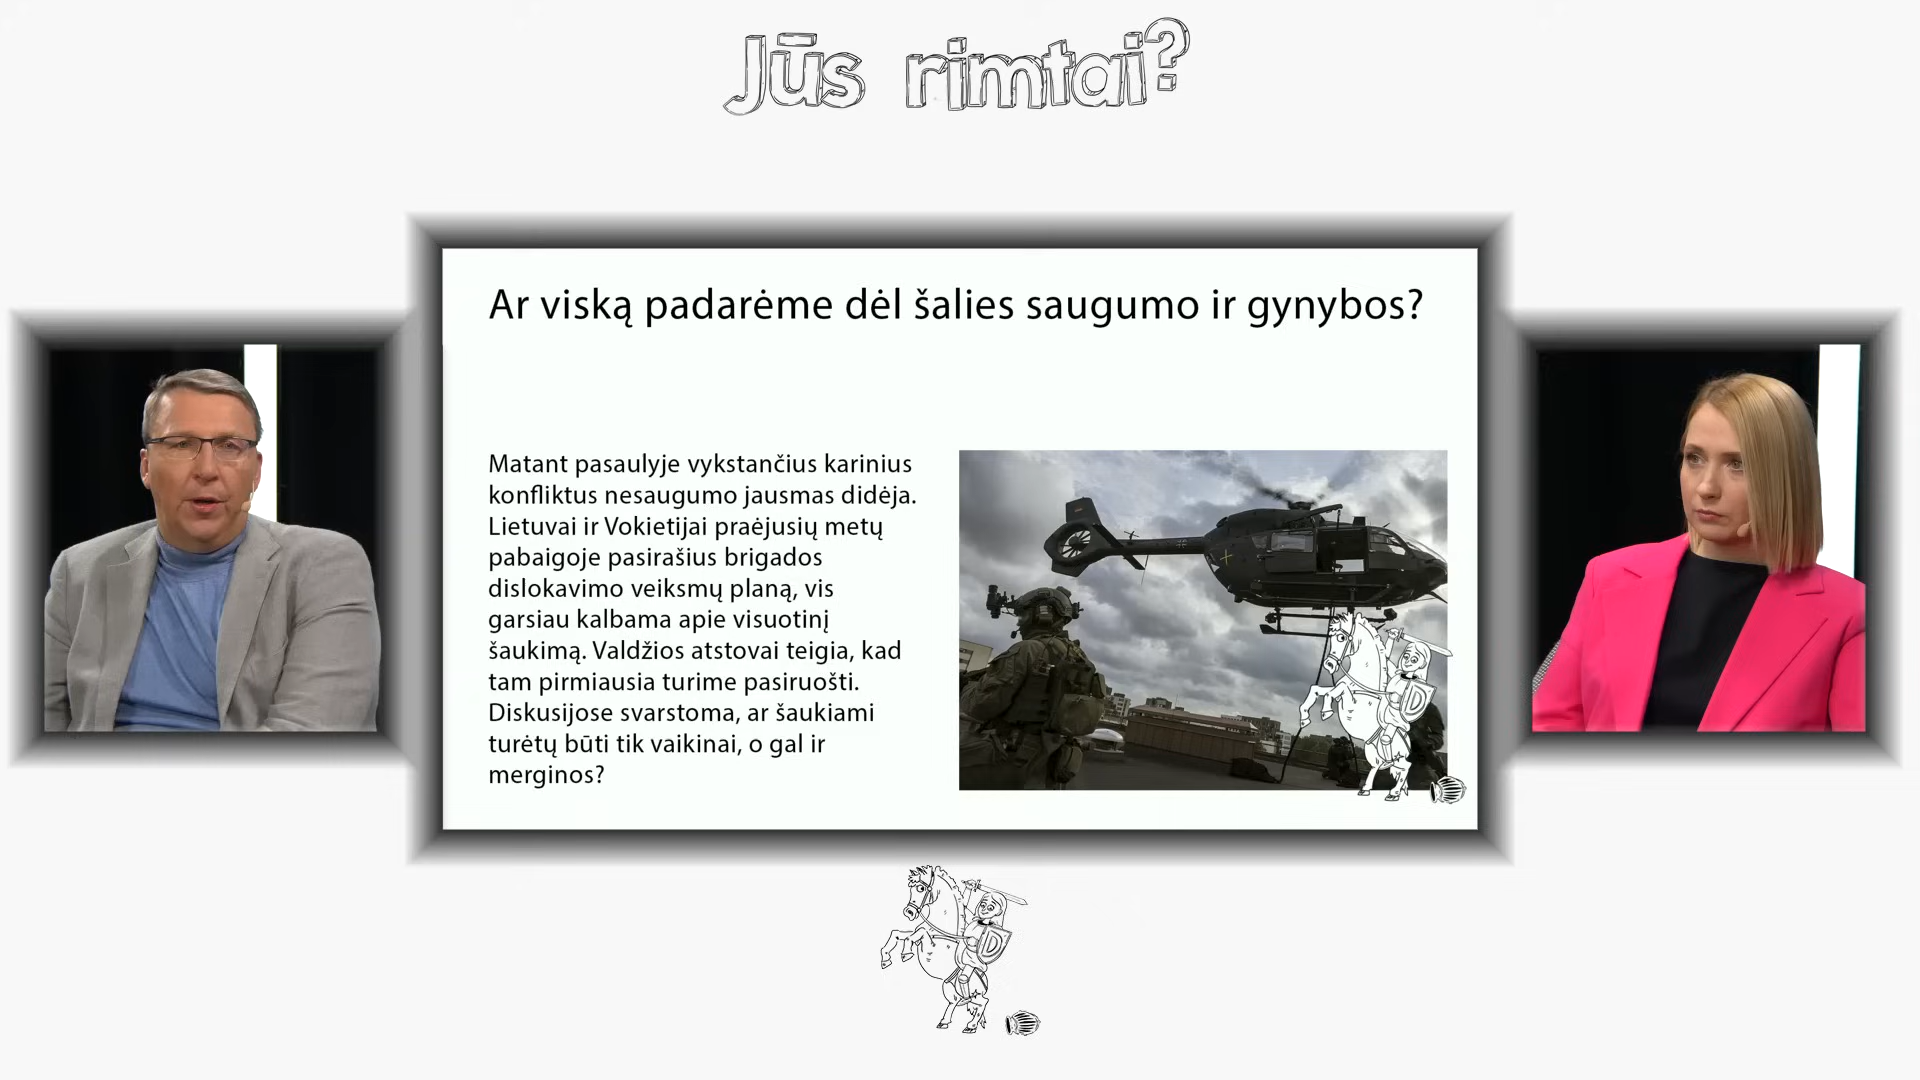 Jūs rimtai?
Ar viską padarėme dėl šalies saugumo ir gynybos?
Matant pasaulyje vykstančius karinius
konfliktus nesaugumo jausmas didėja.
Lietuvai ir Vokietijai praėjusių metų
pabaigoje pasirašius brigados
dislokavimo veiksmų planą, vis
garsiau kalbama apie visuotinį
šaukimą. Valdžios atstovai teigia, kad
tam pirmiausia turime pasiruošti.
Diskusijose svarstoma, ar šaukiami
turėtų būti tik vaikinai, o gal ir
merginos?
D
D